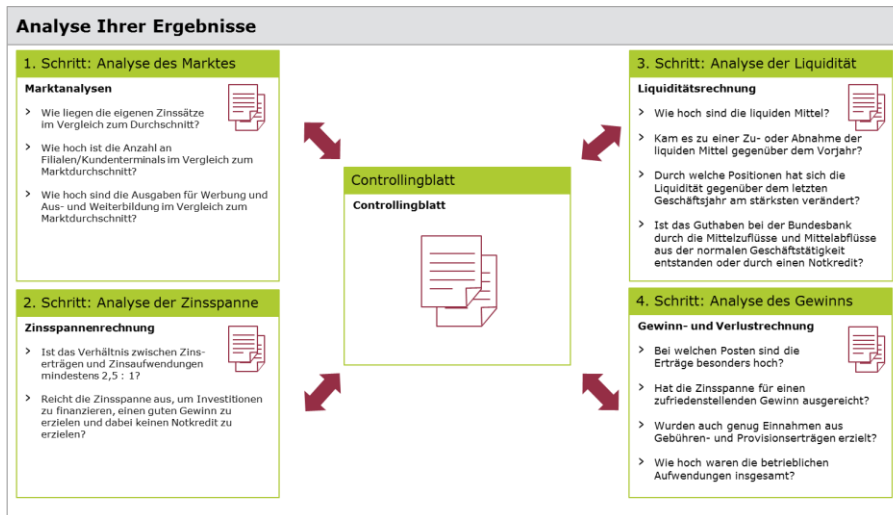 Analyse Ihrer Ergebnisse
1. Schritt: Analyse des Marktes
Marktanalysen
> Wie liegen die eigenen Zinssätze
im Vergleich zum Durchschnitt?
> Wie hoch ist die Anzahl an
Filialen/Kundenterminals im Vergleich zum
Marktdurchschnitt?
> Wie hoch sind die Ausgaben für Werbung und
Aus- und Weiterbildung im Vergleich zum
Marktdurchschnitt?
2. Schritt: Analyse der Zinsspanne
Zinsspannenrechnung
> Ist das Verhältnis zwischen Zins-
erträgen und Zinsaufwendungen
mindestens 2,5 : 1?
> Reicht die Zinsspanne aus, um Investitionen
zu finanzieren, einen guten Gewinn zu
erzielen und dabei keinen Notkredit zu
erzielen?
Controllingblatt
Controllingblatt
3. Schritt: Analyse der Liquidität
Liquiditätsrechnung
> Wie hoch sind die liquiden Mittel?
> Kam es zu einer Zu- oder Abnahme der
liquiden Mittel gegenüber dem Vorjahr?
> Durch welche Positionen hat sich die
Liquidität gegenüber dem letzten
Geschäftsjahr am stärksten verändert?
> Ist das Guthaben bei der Bundesbank
durch die Mittelzuflüsse und Mittelabflüsse
aus der normalen Geschäftstätigkeit
entstanden oder durch einen Notkredit?
4. Schritt: Analyse des Gewinns
Gewinn- und Verlustrechnung
> Bei welchen Posten sind die
Erträge besonders hoch?
> Hat die Zinsspanne für einen
zufriedenstellenden Gewinn ausgereicht?
> Wurden auch genug Einnahmen aus
Gebühren- und Provisionserträgen erzielt?
> Wie hoch waren die betrieblichen
Aufwendungen insgesamt?